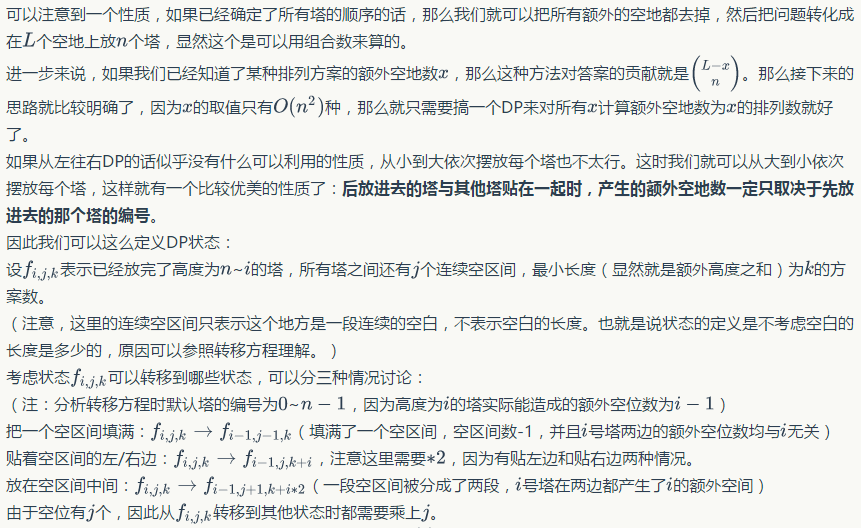 可以注意到一个性质，如果已经确定了所有塔的顺序的话，那么我们就可以把所有额外的空地都去掉，然后把问题转化成
在L个空地上放n个塔，显然这个是可以用组合数来算的。
进一步来说，如果我们已经知道了某种排列方案的额外空地数x，那么这种方法对答案的贡献就是(L−x n)。那么接下来的
思路就比较明确了，因为x的取值只有O(n²)种，那么就只需要搞一个DP来对所有x计算额外空地数为x的排列数就好
了。
如果从左往右DP的话似乎没有什么可以利用的性质，从小到大依次摆放每个塔也不太行。这时我们就可以从大到小依次
摆放每个塔，这样就有一个比较优美的性质了：后放进去的塔与其他塔贴在一起时，产生的额外空地数一定只取决于先放
进去的那个塔的编号。
因此我们可以这么定义DP状态：
设f_{i,j,k}表示已经放完了高度为n~i的塔，所有塔之间还有j个连续空区间，最小长度（显然就是额外高度之和）为k的方
案数。
（注意，这里的连续空区间只表示这个地方是一段连续的空白，不表示空白的长度。也就是说状态的定义是不考虑空白的
长度是多少的，原因可以参照转移方程理解。）
考虑状态f_{i,j,k}可以转移到哪些状态，可以分三种情况讨论：
（注：分析转移方程时默认塔的编号为0~n − 1，因为高度为i的塔实际能造成的额外空位数为i − 1）
把一个空区间填满：f_{i,j,k} → f_{i−1,j−1,k}（填满了一个空区间，空区间数-1，并且i号塔两边的额外空位数均与i无关）
贴着空区间的左/右边：f_{i,j,k} → f_{i−1,j,k+i}，注意这里需要*2，因为有贴左边和贴右边两种情况。
放在空区间中间：f_{i,j,k} → f_{i−1,j+1,k+i*2}（一段空区间被分成了两段，i号塔在两边都产生了i的额外空间）
由于空位有j个，因此从f_{i,j,k}转移到其他状态时都需要乘上j。